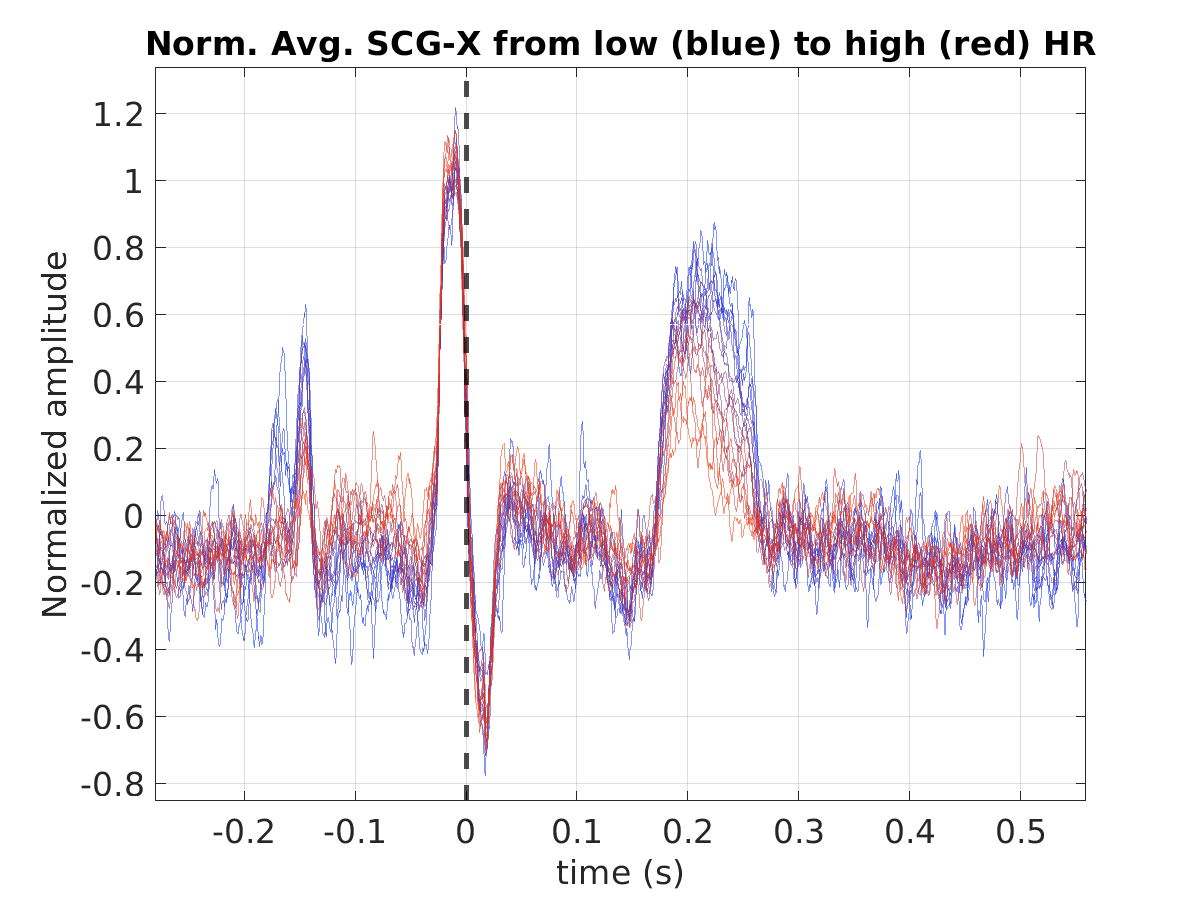 Norm. Avg. SCG-X from low (blue) to high (red) HR
1.2
1
0.8
0.6
0.4
0.2
0
-0.2
-0.4
-0.6
-0.8
Normalized amplitude
-0.2 -0.1 0 0.1 0.2 0.3 0.4 0.5
time (s)